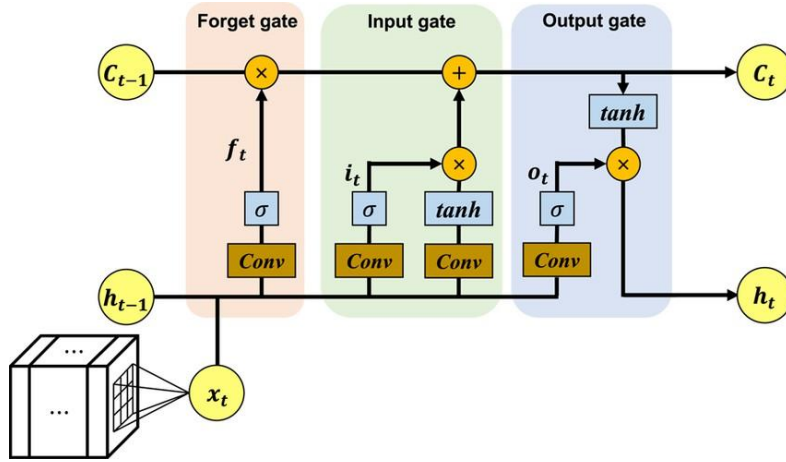 Forget gate
Input gate
Output gate
C_{t-1}
×
+
C_t
tanh
f_t
i_t
×
o_t
×
σ
σ
tanh
σ
Conv
Conv
Conv
Conv
h_{t-1}
h_t
...
...
x_t